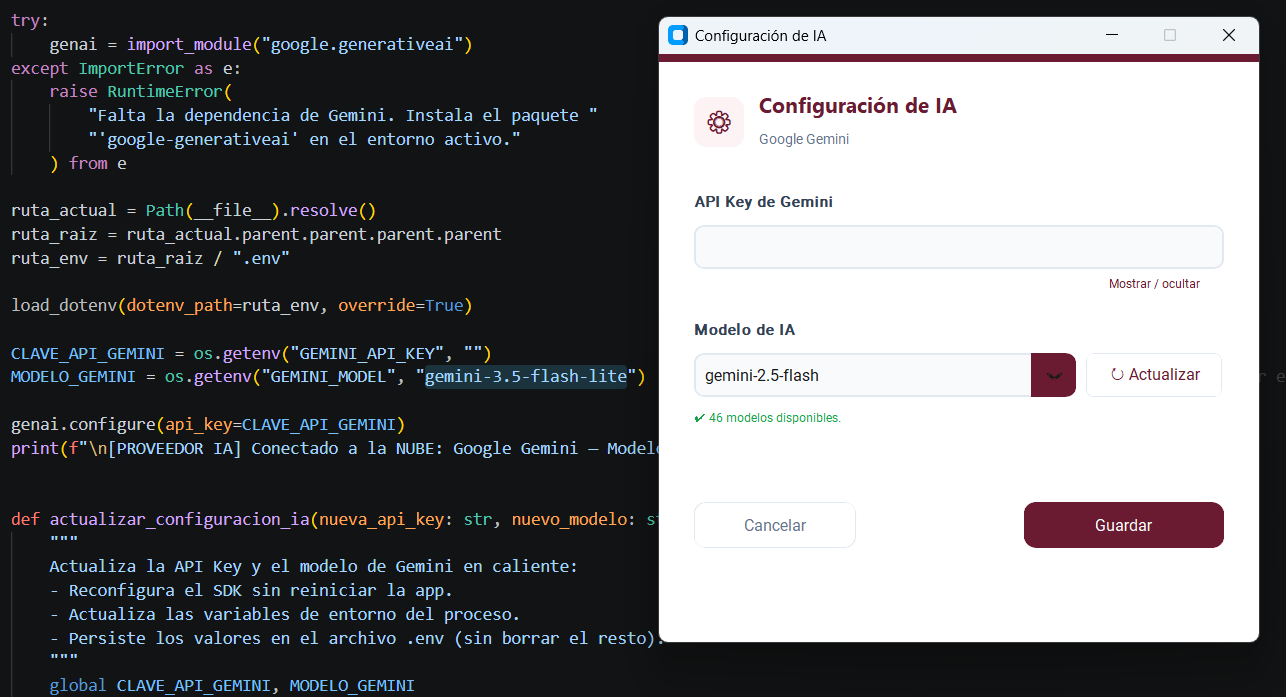 try:
genai = import_module("google.generativeai")
except ImportError as e:
raise RuntimeError(
"Falta la dependencia de Gemini. Instala el paquete "
"'google-generativeai' en el entorno activo."
) from e
ruta_actual = Path(__file__).resolve()
ruta_raiz = ruta_actual.parent.parent.parent.parent
ruta_env = ruta_raiz / ".env"
load_dotenv(dotenv_path=ruta_env, override=True)
CLAVE_API_GEMINI = os.getenv("GEMINI_API_KEY", "")
MODELO_GEMINI = os.getenv("GEMINI_MODEL", "gemini-3.5-flash-lite")
genai.configure(api_key=CLAVE_API_GEMINI)
print(f"\n[PROVEEDOR IA] Conectado a la NUBE: Google Gemini — Modelo
def actualizar_configuracion_ia(nueva_api_key: str, nuevo_modelo: st
"""
Actualiza la API Key y el modelo de Gemini en caliente:
- Reconfigura el SDK sin reiniciar la app.
- Actualiza las variables de entorno del proceso.
- Persiste los valores en el archivo .env (sin borrar el resto).
"""
global CLAVE_API_GEMINI, MODELO_GEMINI
Configuración de IA
Configuración de IA
Google Gemini
API Key de Gemini
Mostrar / ocultar
Modelo de IA
gemini-2.5-flash
↻ Actualizar
✔ 46 modelos disponibles.
Cancelar
Guardar